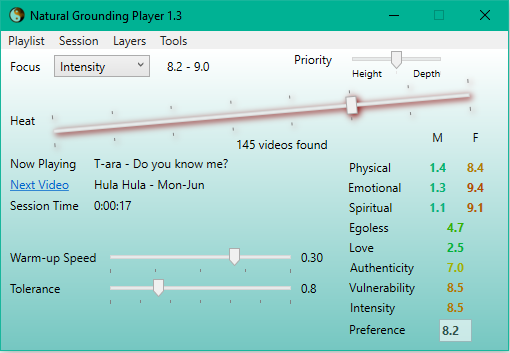 Natural Grounding Player 1.3
Playlist Session Layers Tools
Focus Intensity 8.2 - 9.0 Priority
Height Depth
Heat
145 videos found
M F
Now Playing T-ara - Do you know me?
Next Video Hula Hula - Mon-Jun
Session Time 0:00:17
Physical 1.4 8.4
Emotional 1.3 9.4
Spiritual 1.1 9.1
Egoless 4.7
Love 2.5
Authenticity 7.0
Vulnerability 8.5
Intensity 8.5
Preference 8.2
Warm-up Speed 0.30
Tolerance 0.8